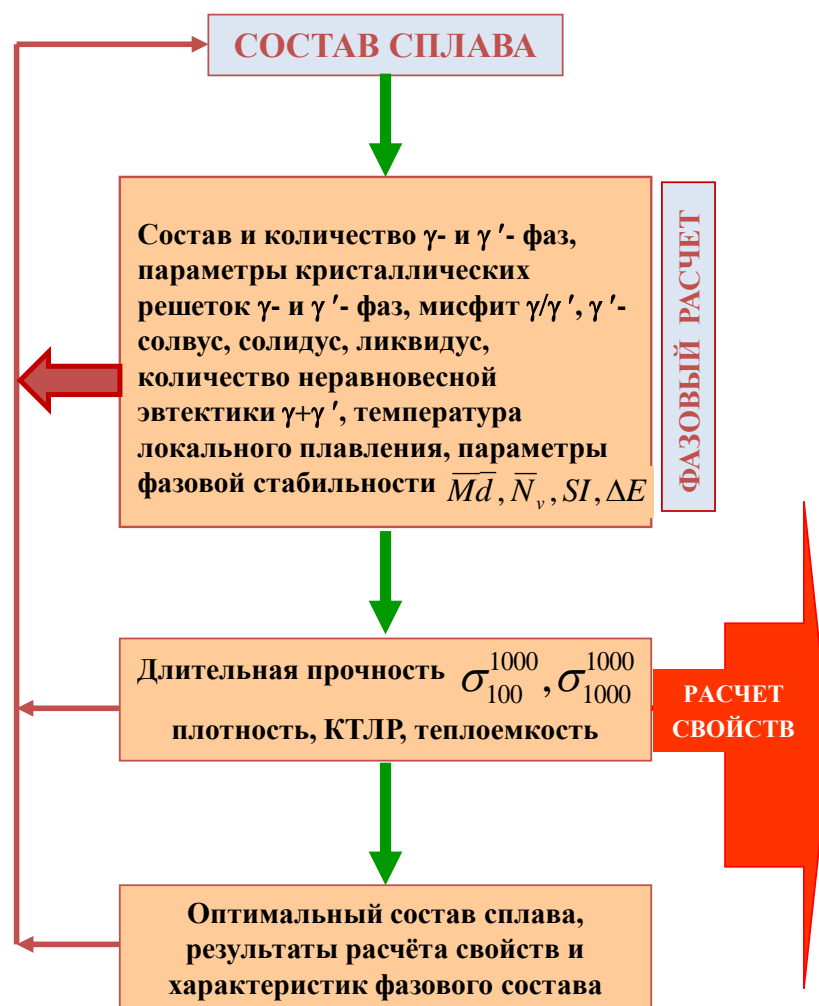 СОСТАВ СПЛАВА
Состав и количество γ- и γ ′- фаз,
параметры кристаллических
решеток γ- и γ ′- фаз, мисфит γ/γ ′, γ ′-
солвус, солидус, ликвидус,
количество неравновесной
эвтектики γ+γ ′, температура
локального плавления, параметры
фазовой стабильности $\overline{Md}, \overline{N}_v, SI, \Delta E$
ФАЗОВЫЙ РАСЧЕТ
Длительная прочность $\sigma_{100}^{1000}, \sigma_{1000}^{1000}$
плотность, КТЛР, теплоемкость
РАСЧЕТ
СВОЙСТВ
Оптимальный состав сплава,
результаты расчёта свойств и
характеристик фазового состава